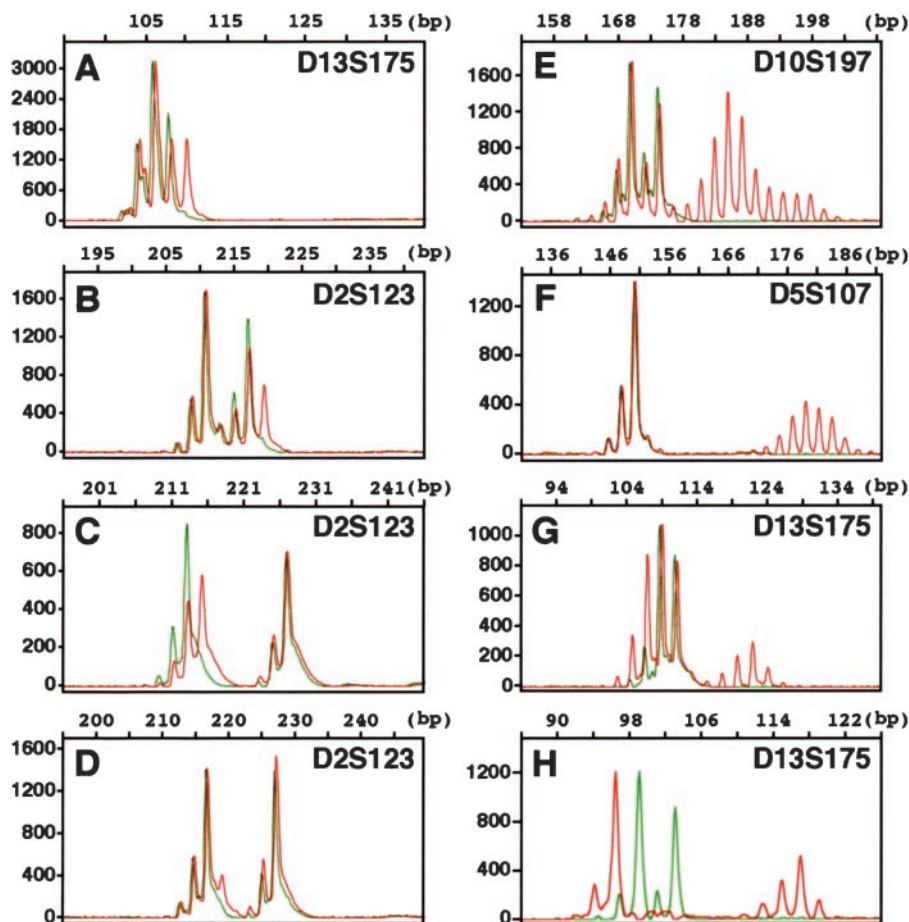 105 115 125 135 (bp)
A D13S175
3000
2400
1800
1200
600
0
195 205 215 225 235 (bp)
B D2S123
1600
1200
800
400
0
201 211 221 231 241 (bp)
C D2S123
800
600
400
200
0
200 210 220 230 240 (bp)
D D2S123
1600
1200
800
400
0
158 168 178 188 198 (bp)
E D10S197
1600
1200
800
400
0
136 146 156 166 176 186 (bp)
F D5S107
1200
800
400
0
94 104 114 124 134 (bp)
G D13S175
1000
800
600
400
200
0
90 98 106 114 122 (bp)
H D13S175
1200
800
400
0